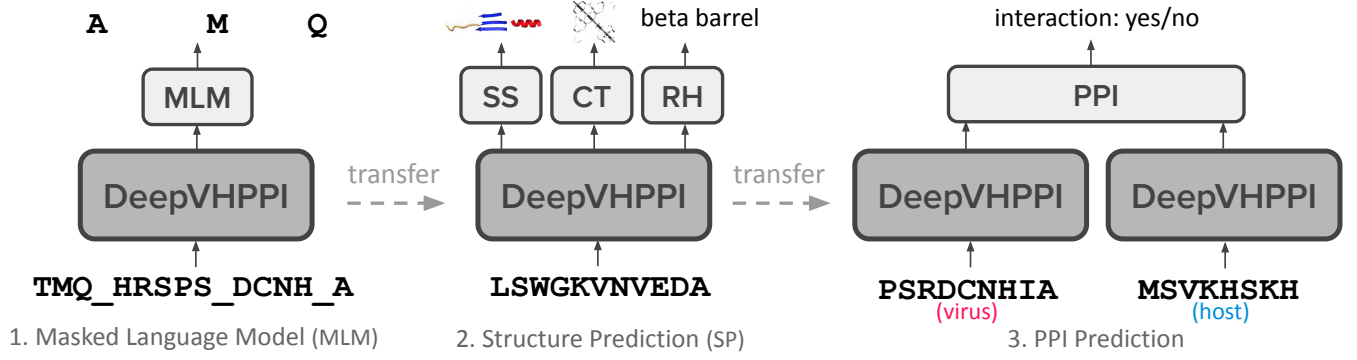 A M Q
MLM
DeepVHPPI
TMQ_HRSPS_DCNH_A
1. Masked Language Model (MLM)
transfer
beta barrel
SS CT RH
DeepVHPPI
LSWGKVNVEDA
2. Structure Prediction (SP)
transfer
interaction: yes/no
PPI
DeepVHPPI DeepVHPPI
PSRDCNHIA MSVKHSKH
(virus) (host)
3. PPI Prediction